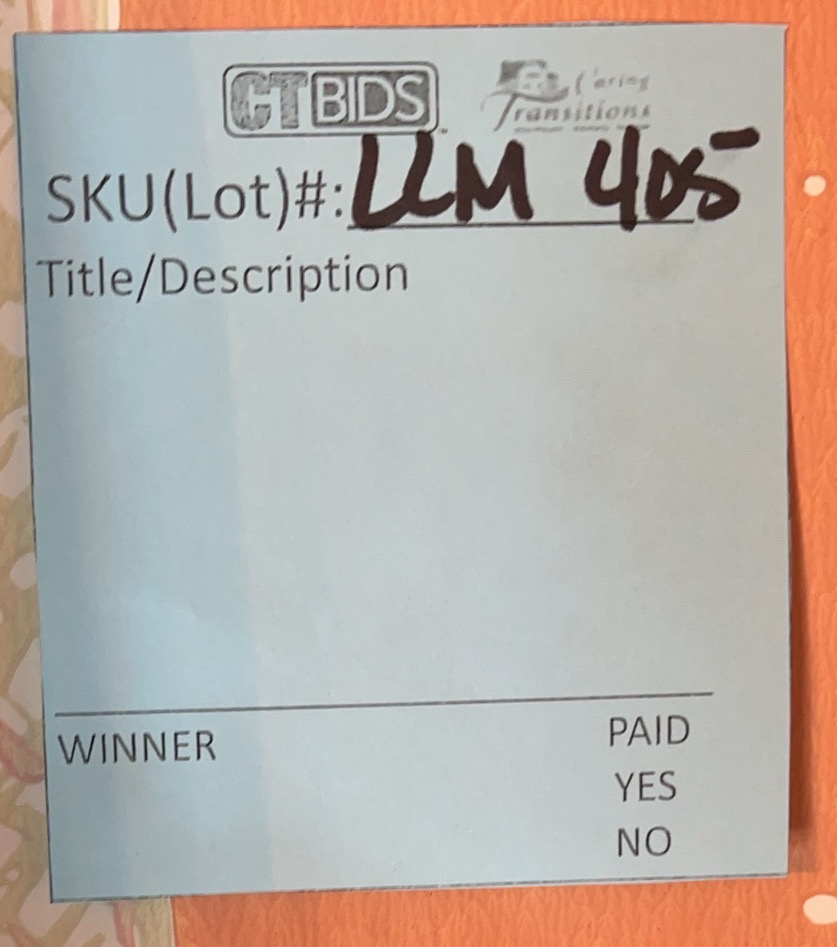 CTBIDS
Caring
Transitions
SKU(Lot)#: LLM 405
Title/Description
WINNER PAID
YES
NO